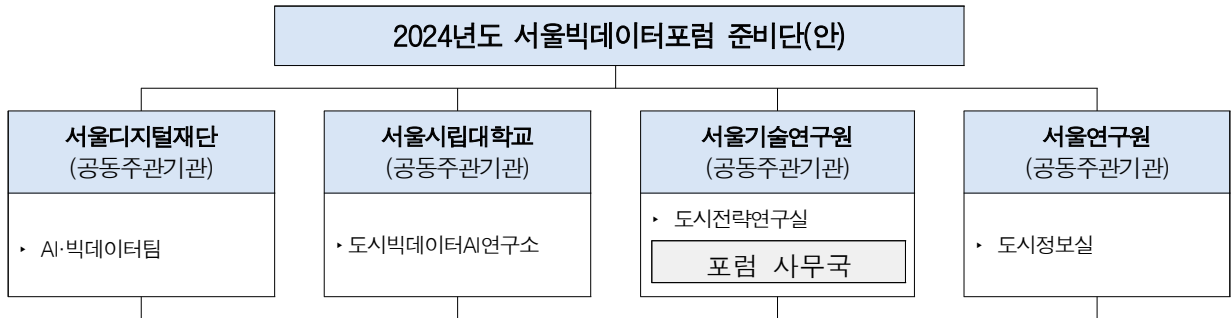 2024년도 서울빅데이터포럼 준비단(안)
서울디지털재단
(공동주관기관)
‣ AI·빅데이터팀
서울시립대학교
(공동주관기관)
‣ 도시빅데이터AI연구소
서울기술연구원
(공동주관기관)
‣ 도시전략연구실
포럼 사무국
서울연구원
(공동주관기관)
‣ 도시정보실